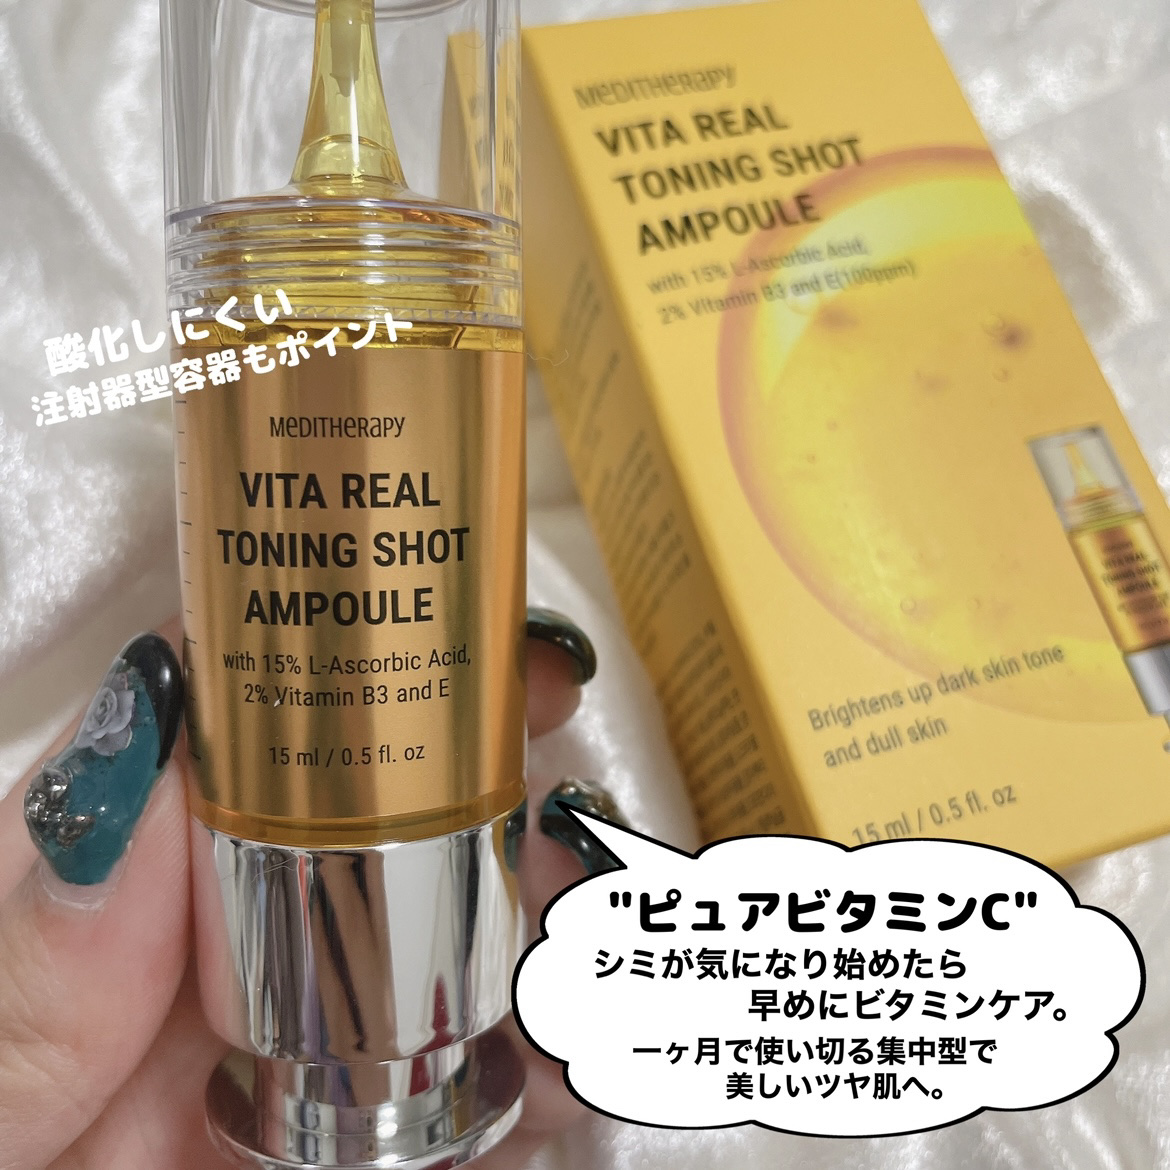 MEDITHERAPY
VITA REAL
TONING SHOT
AMPOULE
with 15% L-Ascorbic Acid,
2% Vitamin B3 and E(100ppm)
酸化しにくい
注射器型容器もポイント
MEDITHERAPY
VITA REAL
TONING SHOT
AMPOULE
with 15% L-Ascorbic Acid,
2% Vitamin B3 and E
15 ml / 0.5 fl. oz
VITA REAL
TONING SHOT
AMPOULE
Brightens up dark skin tone
and dull skin
15 ml / 0.5 fl. oz
"ピュアビタミンC"
シミが気になり始めたら
早めにビタミンケア。
一ヶ月で使い切る集中型で
美しいツヤ肌へ。